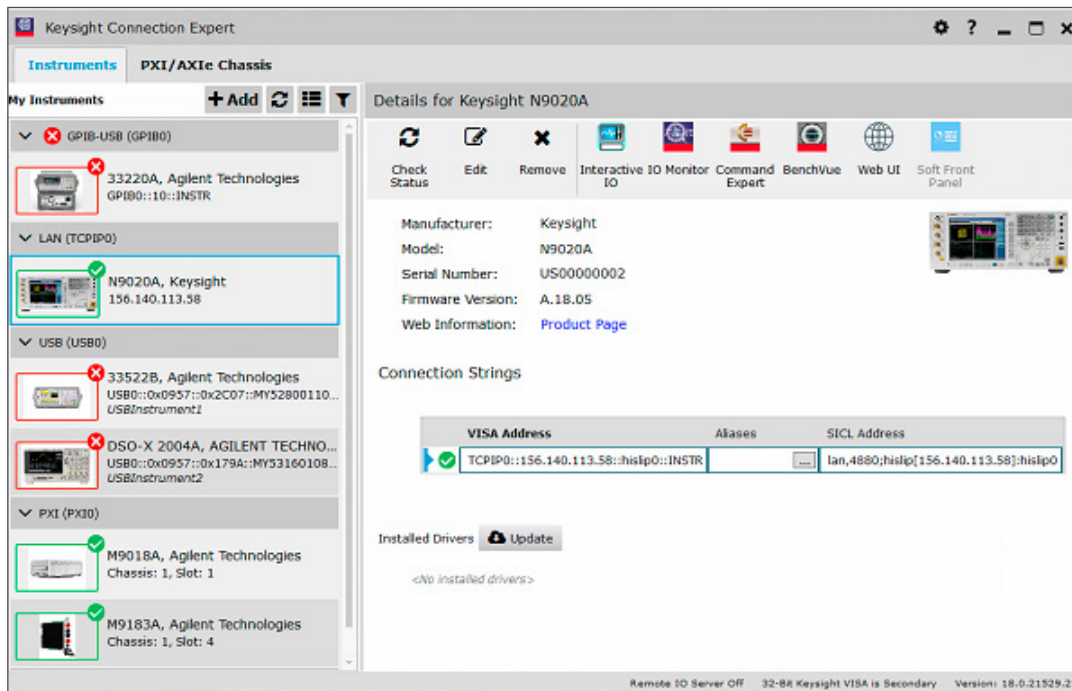 Keysight Connection Expert
Instruments PXI/AXIe Chassis
My Instruments
+Add
Details for Keysight N9020A
GPIB-USB (GPIB0)
33220A, Agilent Technologies
GPIB0::10::INSTR
LAN (TCPIP0)
N9020A, Keysight
156.140.113.58
USB (USB0)
33522B, Agilent Technologies
USB0::0x0957::0x2C07::MY52800110...
USBInstrument1
DSO-X 2004A, AGILENT TECHNO...
USB0::0x0957::0x179A::MY53160108...
USBInstrument2
PXI (PXI0)
M9018A, Agilent Technologies
Chassis: 1, Slot: 1
M9183A, Agilent Technologies
Chassis: 1, Slot: 4
Check Status
Edit
Remove
Interactive IO
IO Monitor
Command Expert
BenchVue
Web UI
Soft Front Panel
Manufacturer: Keysight
Model: N9020A
Serial Number: US00000002
Firmware Version: A.18.05
Web Information: Product Page
Connection Strings
VISA Address Aliases SICL Address
TCPIP0::156.140.113.58::hislip0::INSTR ... lan,4880;hislip[156.140.113.58]:hislip0
Installed Drivers Update
<No installed drivers>
Remote IO Server Off 32-Bit Keysight VISA is Secondary Version: 18.0.21529.2